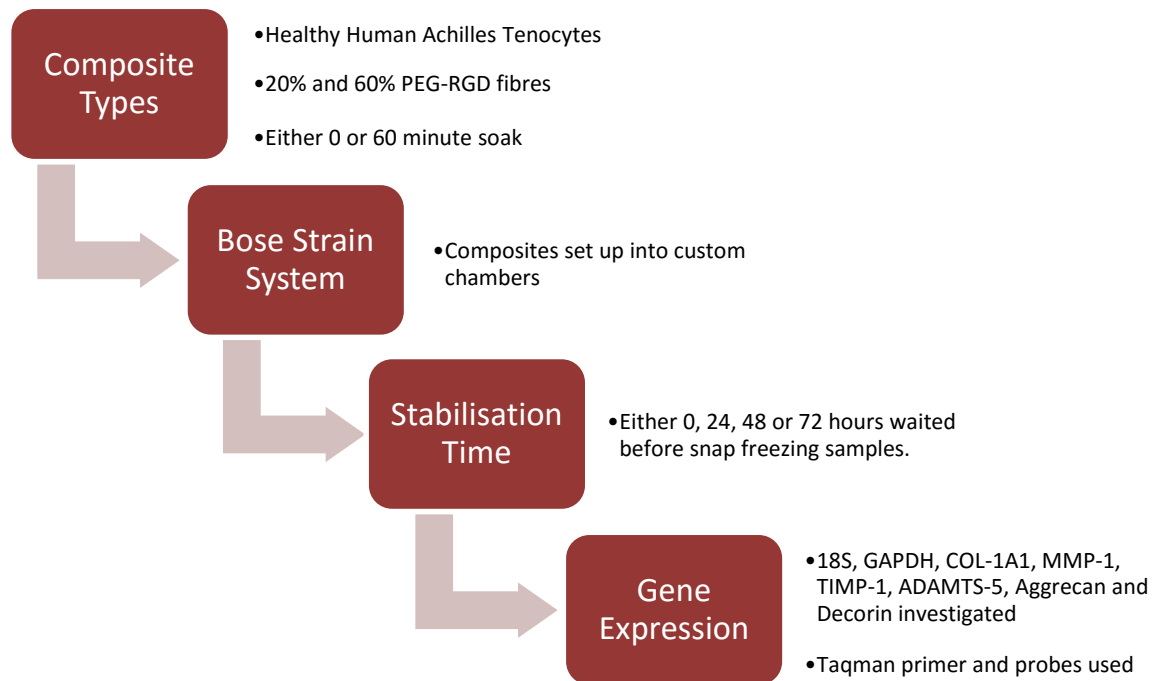 Composite
Types
•Healthy Human Achilles Tenocytes
•20% and 60% PEG-RGD fibres
•Either 0 or 60 minute soak
Bose Strain
System
•Composites set up into custom
chambers
Stabilisation
Time
•Either 0, 24, 48 or 72 hours waited
before snap freezing samples.
Gene
Expression
•18S, GAPDH, COL-1A1, MMP-1,
TIMP-1, ADAMTS-5, Aggrecan and
Decorin investigated
•Taqman primer and probes used